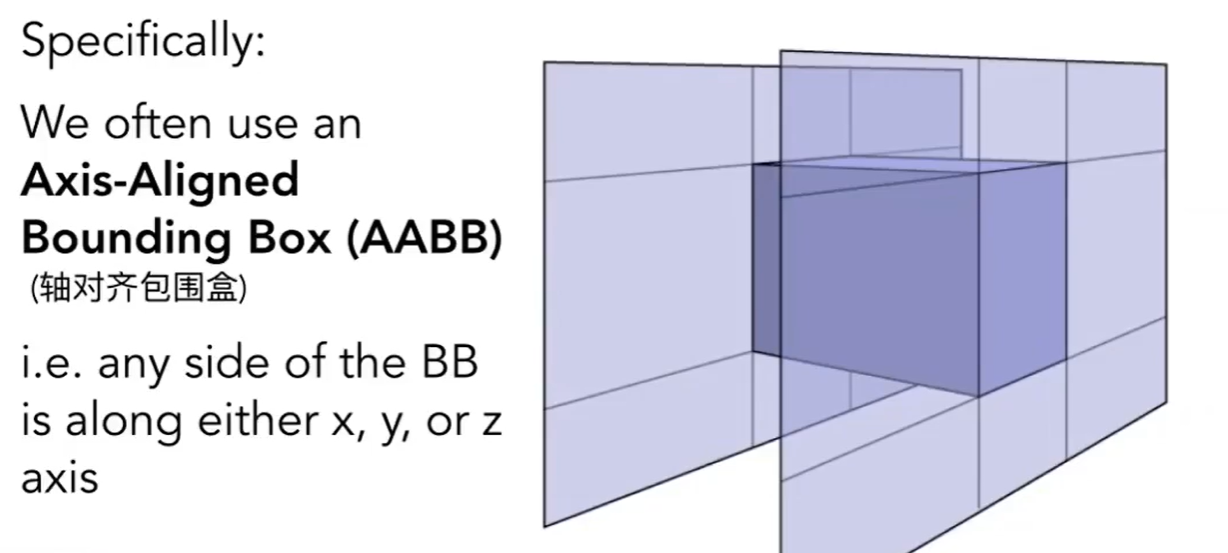 Specifically:
We often use an
Axis-Aligned
Bounding Box (AABB)
(轴对齐包围盒)
i.e. any side of the BB
is along either x, y, or z
axis